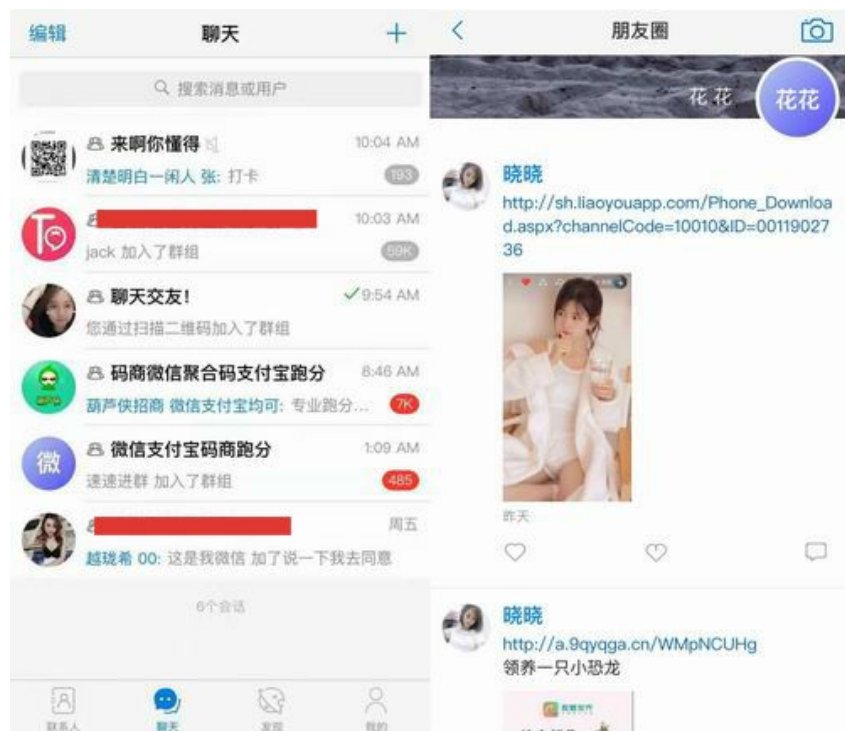 编辑
聊天
搜索消息或用户
来啊你懂得
10:04 AM
清楚明白一闲人 张: 打卡
193
10:03 AM
jack 加入了群组
59K
聊天交友!
9:54 AM
您通过扫描二维码加入了群组
码商微信聚合码支付宝跑分
8:46 AM
葫芦侠招商 微信支付宝均可: 专业跑分...
7K
微
微信支付宝码商跑分
1:09 AM
速速进群 加入了群组
485
周五
越珑希 00: 这是我微信 加了说一下我去同意
6个会话
联系人
聊天
发现
我的
朋友圈
花 花
花花
晓晓
http://sh.liaoyouapp.com/Phone_Downloa
d.aspx?channelCode=10010&ID=00119027
36
昨天
晓晓
http://a.9qyqga.cn/WMpNCUHg
领养一只小恐龙